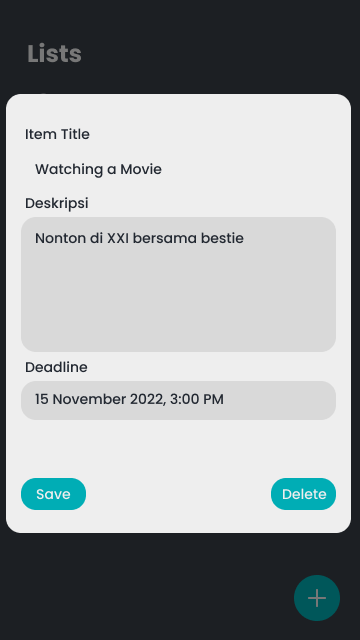 Lists
Item Title
Watching a Movie
Deskripsi
Nonton di XXI bersama bestie
Deadline
15 November 2022, 3:00 PM
Save
Delete